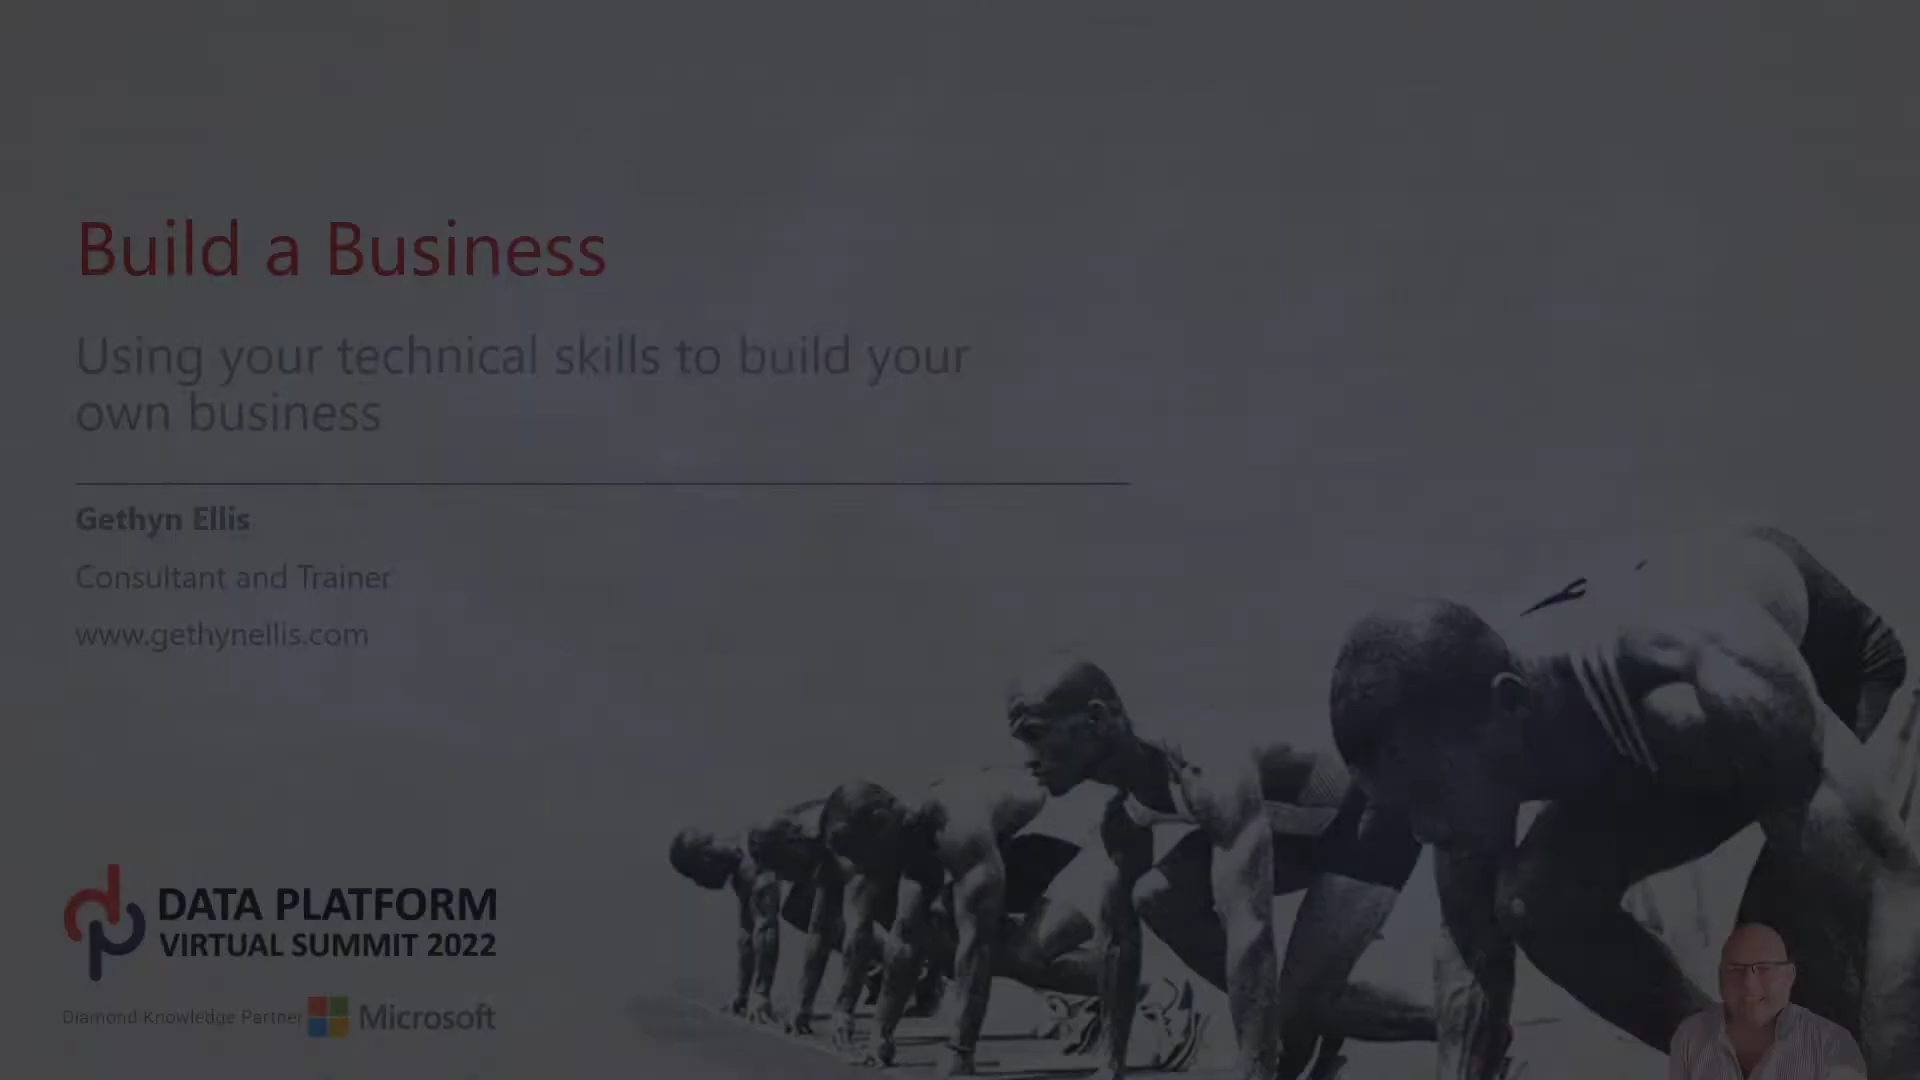 Build a Business
Using your technical skills to build your
own business
Gethyn Ellis
Consultant and Trainer
www.gethynellis.com
DATA PLATFORM
VIRTUAL SUMMIT 2022
Diamond Knowledge Partner Microsoft